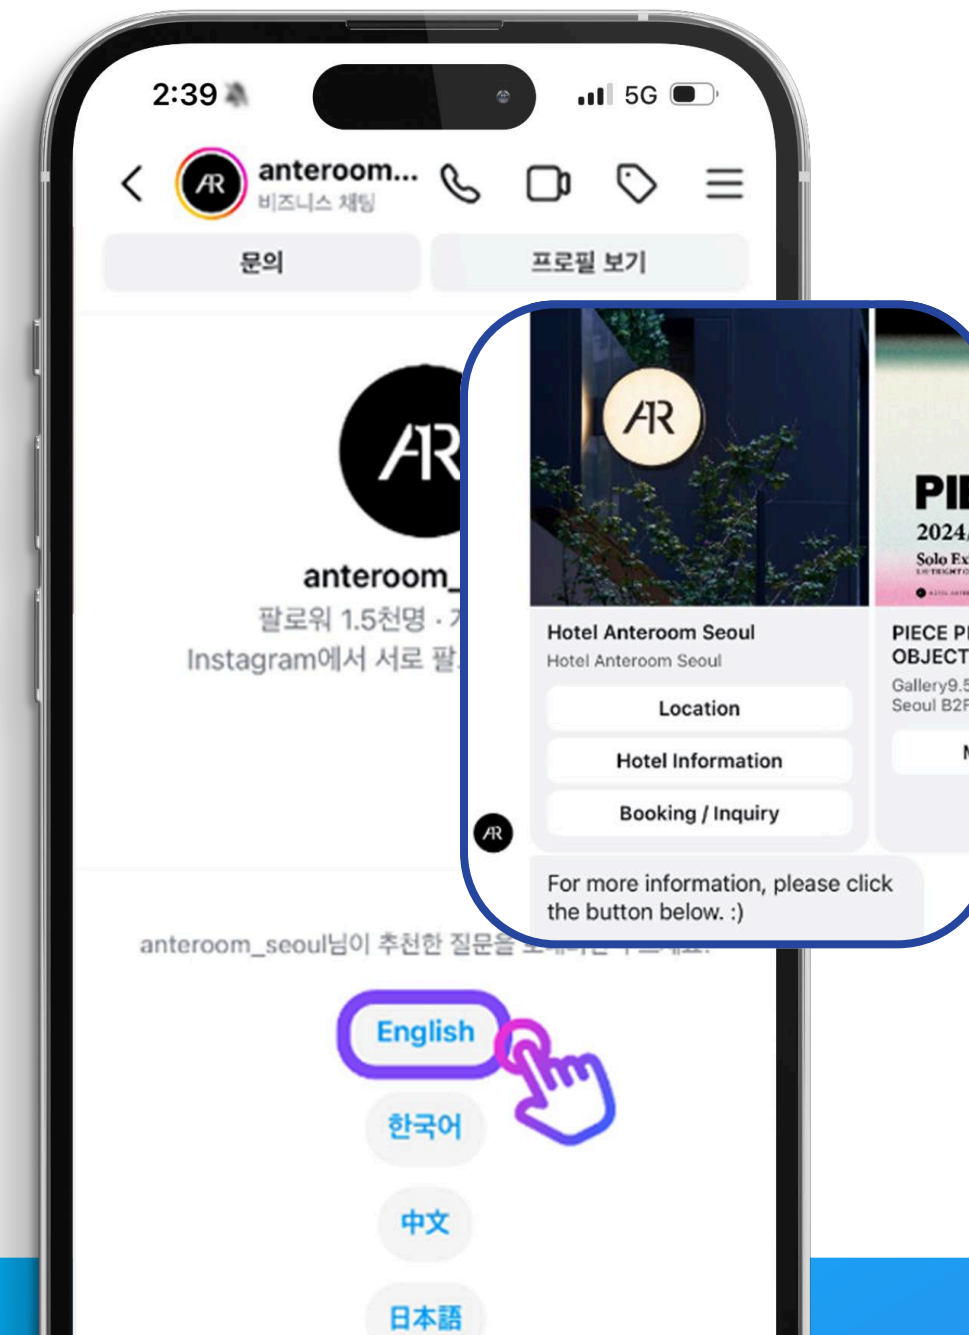 2:39
5G
AR
anteroom...
비즈니스 채팅
문의
프로필 보기
AR
anteroom_
팔로워 1.5천명 ·
Instagram에서 서로 팔
AR
2024/
Solo Ex
Hotel Anteroom Seoul
Hotel Anteroom Seoul
Location
Hotel Information
Booking / Inquiry
OBJECT
Gallery9.5
Seoul B2F
AR
For more information, please click
the button below. :)
anteroom_seoul님이 추천한 질문을
English
한국어
中文
日本語